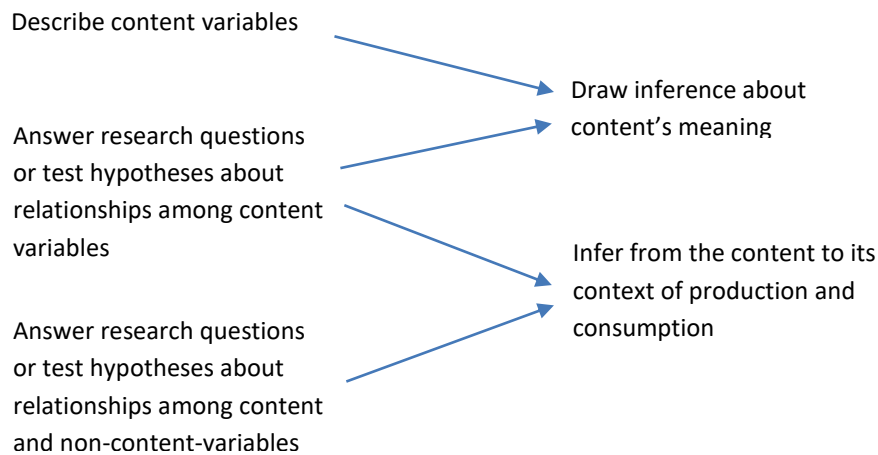 Describe content variables
Draw inference about
content’s meaning
Answer research questions
or test hypotheses about
relationships among content
variables
Infer from the content to its
context of production and
consumption
Answer research questions
or test hypotheses about
relationships among content
and non-content-variables